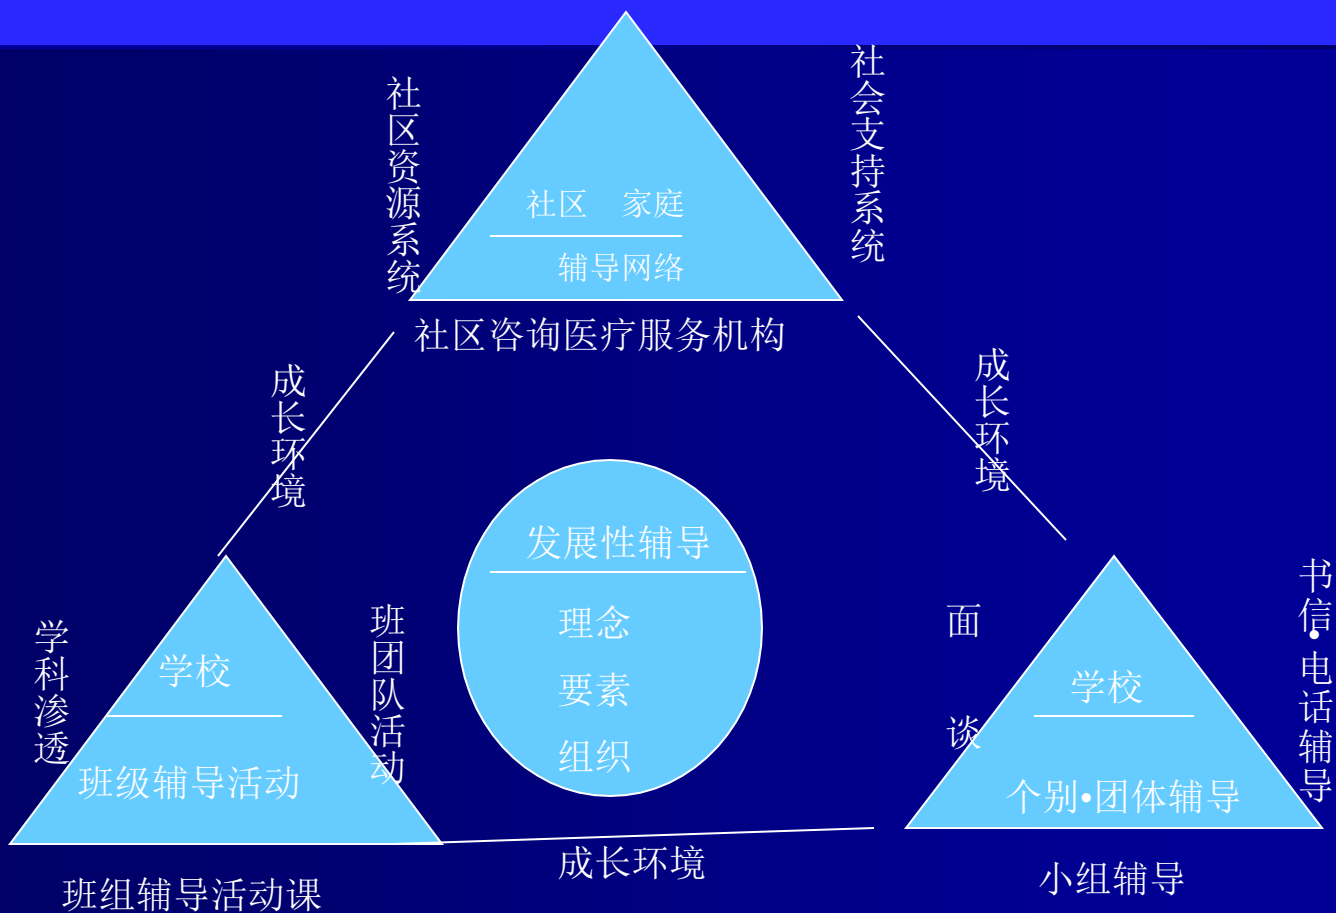 社区资源系统
社会支持系统
社区 家庭
辅导网络
社区咨询医疗服务机构
成长环境
成长环境
发展性辅导
理念
要素
组织
学科渗透
学校
班级辅导活动
班团队活动
班组辅导活动课
成长环境
面谈
学校
个别•团体辅导
书信•电话辅导
小组辅导